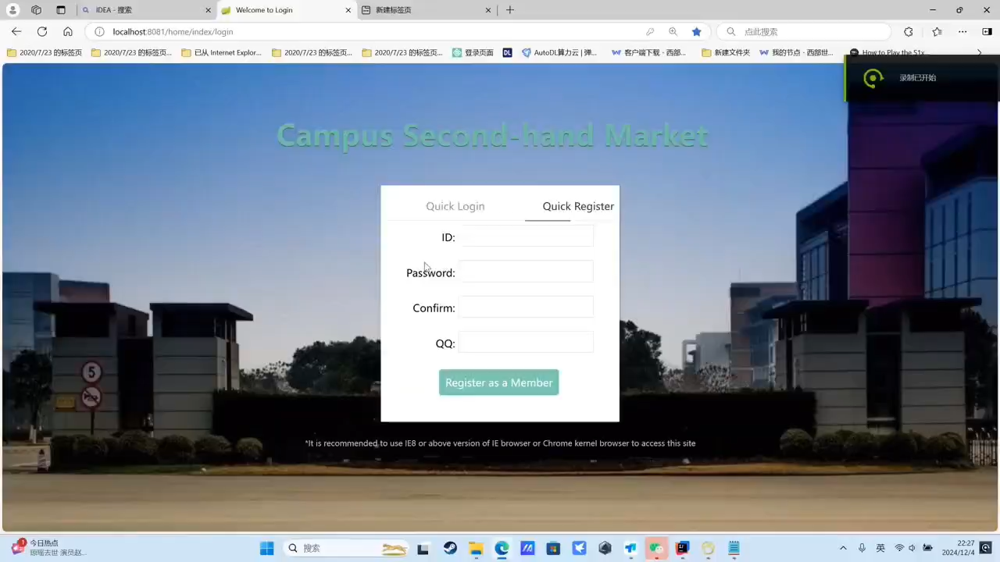 IDEA - 搜索
Welcome to Login
新建标签页
localhost:8081/home/index/login
点此搜索
2020/7/23 的标签页
2020/7/23 的标签页...
已从 Internet Explor...
2020/7/23 的标签页...
2020/7/23 的标签页...
登录页面
DL
AutoDL算力云 | 弹...
客户端下载 - 西部...
新建文件夹
我的节点 - 西部世...
How to Play the S1x
录制已开始
Campus Second-hand Market
Quick Login
Quick Register
ID:
Password:
Confirm:
QQ:
Register as a Member
*It is recommended to use IE8 or above version of IE browser or Chrome kernel browser to access this site
5
今日热点
琼瑶去世 演员赵...
搜索
英
22:27
2024/12/4